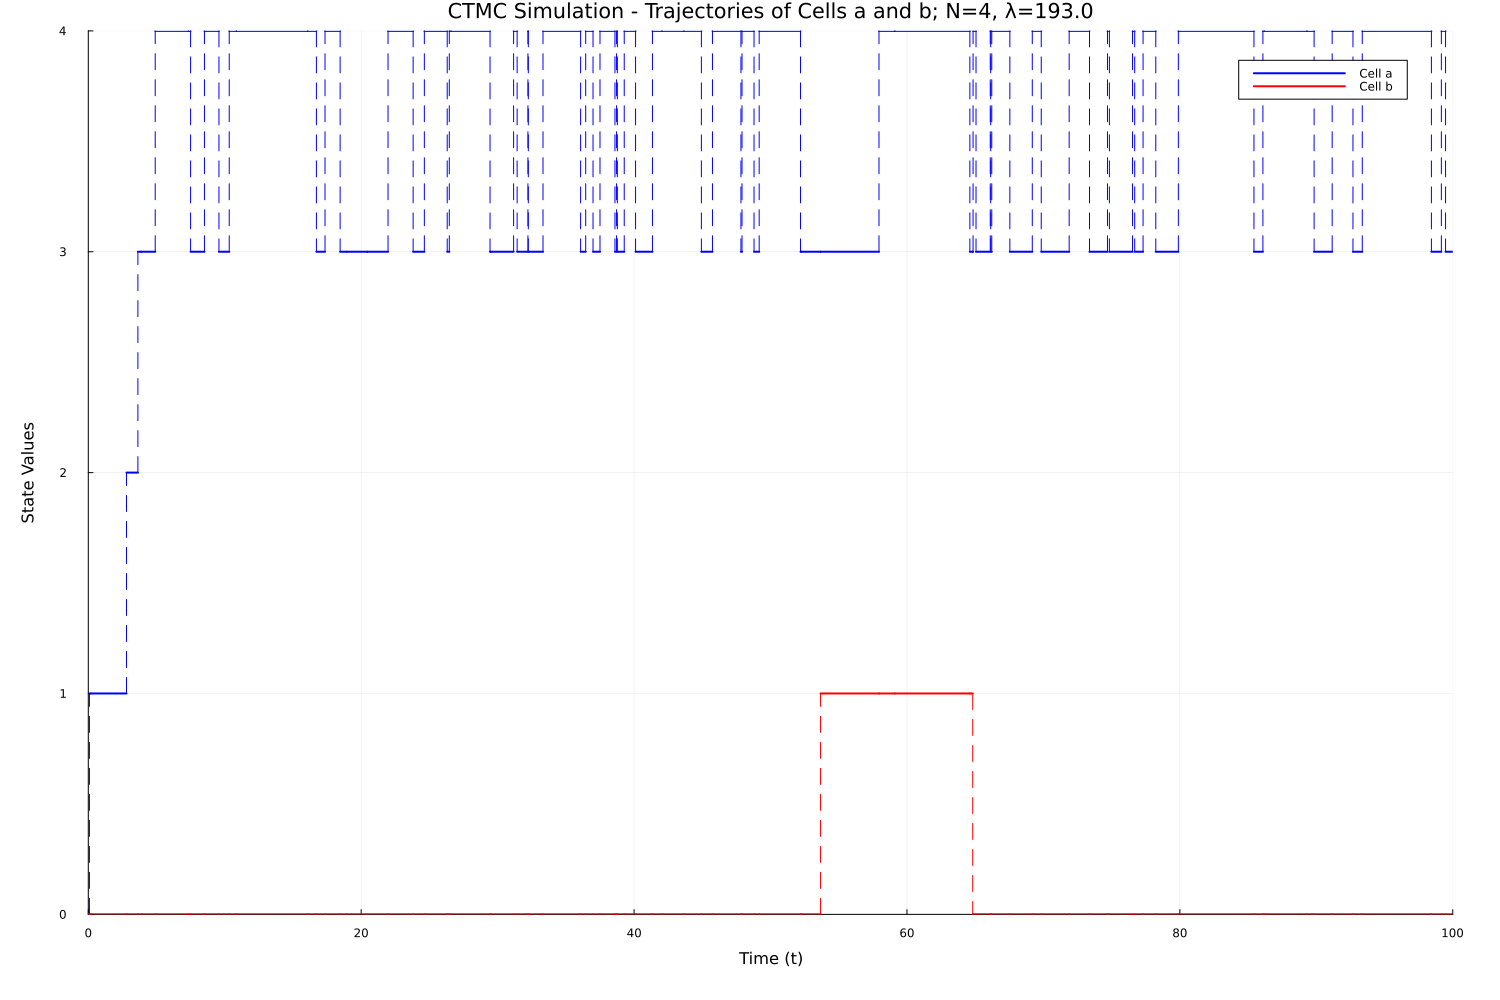 CTMC Simulation - Trajectories of Cells a and b; N=4, λ=193.0
4
Cell a
Cell b
3
State Values
2
1
0
0 20 40 60 80 100
Time (t)